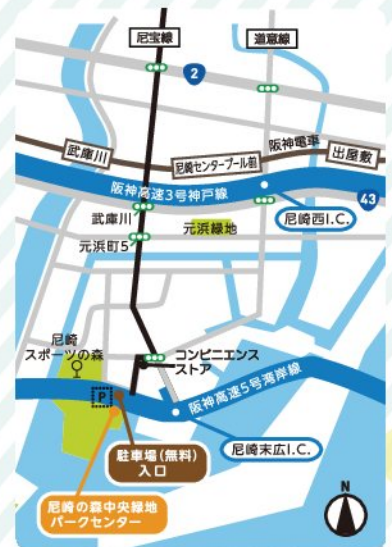 尼宝線
道意線
2
武庫川
尼崎センタープール前
阪神電車
出屋敷
阪神高速3号神戸線
43
武庫川
尼崎西I.C.
元浜町5
元浜緑地
尼崎
スポーツの森
コンビニエンス
ストア
P
阪神高速5号湾岸線
駐車場(無料)
入口
尼崎末広I.C.
尼崎の森中央緑地
パークセンター
N